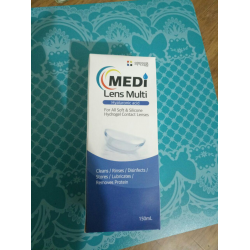 MEDi
Lens Multi
Hyaluronic acid
For All Soft & Silicone
Hydrogel Contact Lenses
Cleans / Rinses / Disinfects /
Stores / Lubricates /
Removes Protein
150mL